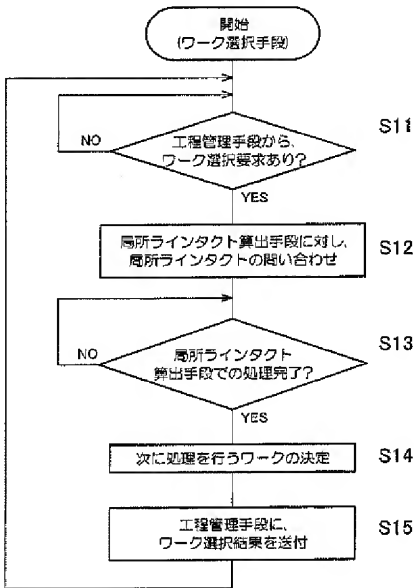 開始
(ワーク選択手段)
工程管理手段から、
ワーク選択要求あり?
S11
NO
YES
局所ラインタクト算出手段に対し、
局所ラインタクトの問い合わせ
S12
局所ラインタクト
算出手段での処理完了?
S13
NO
YES
次に処理を行うワークの決定
S14
工程管理手段に、
ワーク選択結果を送付
S15